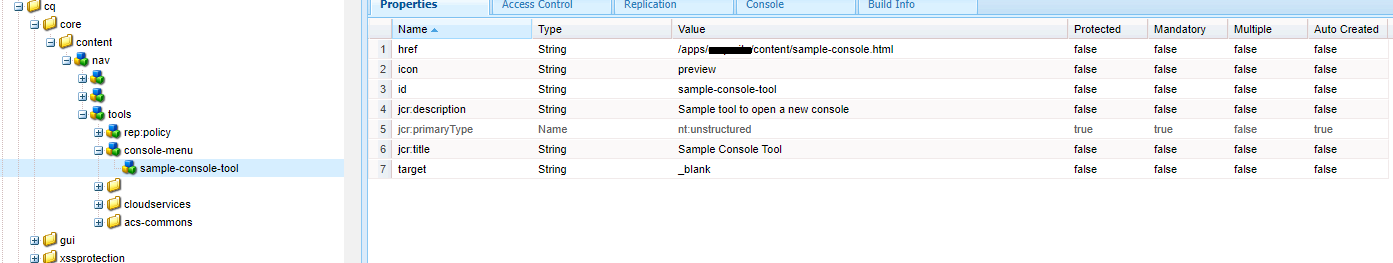 cq
core
content
nav
tools
rep:policy
console-menu
sample-console-tool
cloudservices
acs-commons
gui
xssprotection
Properties Access Control Replication Console Build Info
Name Type Value Protected Mandatory Multiple Auto Created
1 href String /apps/ /content/sample-console.html false false false false
2 icon String preview false false false false
3 id String sample-console-tool false false false false
4 jcr:description String Sample tool to open a new console false false false false
5 jcr:primaryType Name nt:unstructured true true false true
6 jcr:title String Sample Console Tool false false false false
7 target String _blank false false false false